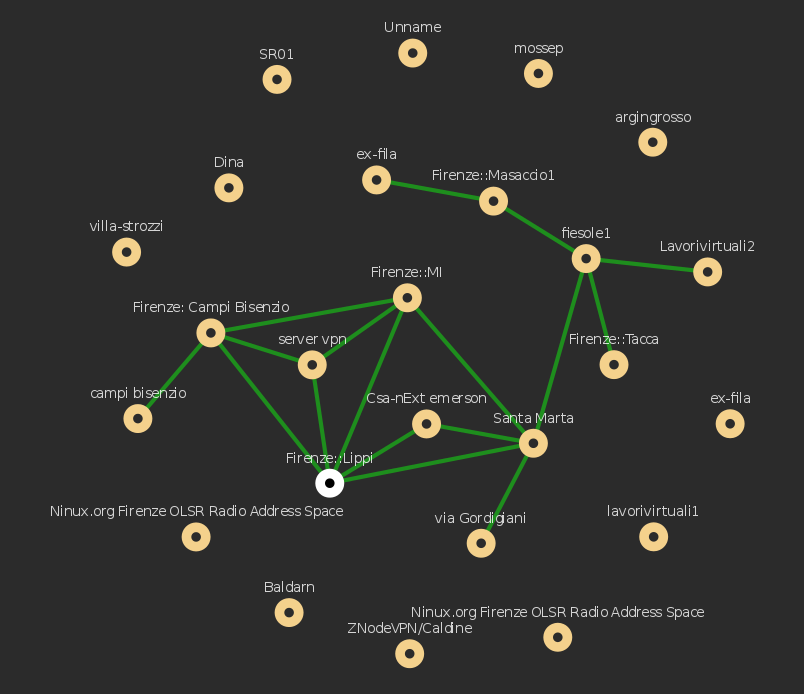 Unname
SR01
mossep
argingrosso
ex-fila
Dina
Firenze::Masaccio1
villa-strozzi
fiesole1
Lavorivirtuali2
Firenze::MI
Firenze: Campi Bisenzio
server vpn
Firenze::Tacca
campi bisenzio
Csa-nExt emerson
ex-fila
Santa Marta
Firenze::Lippi
Ninux.org Firenze OLSR Radio Address Space
via Gordigiani
lavorivirtuali1
Baldarn
Ninux.org Firenze OLSR Radio Address Space
ZNodeVPN/Caldine